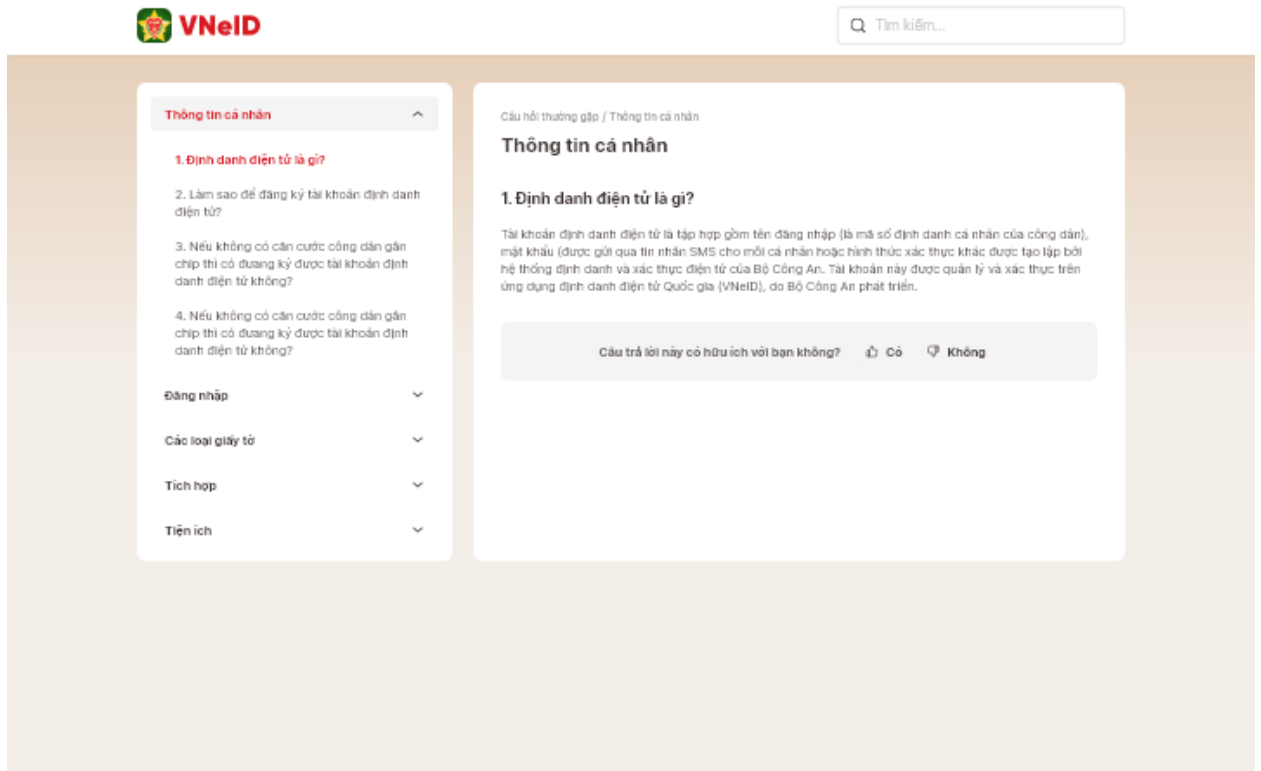 VNeID
Tìm kiếm...
Thông tin cá nhân
1. Định danh điện tử là gì?
2. Làm sao để đăng ký tài khoản định danh
điện tử?
3. Nếu không có căn cước công dân gắn
chip thì có đưang ký được tài khoản định
danh điện tử không?
4. Nếu không có căn cước công dân gắn
chip thì có đưang ký được tài khoản định
danh điện tử không?
Đăng nhập
Các loại giấy tờ
Tích hợp
Tiện ích
Câu hỏi thường gặp / Thông tin cá nhân
Thông tin cá nhân
1. Định danh điện tử là gì?
Tài khoản định danh điện tử là tập hợp gồm tên đăng nhập (là mã số định danh cá nhân của công dân),
mật khẩu (được gửi qua tin nhắn SMS cho mỗi cá nhân hoặc hình thức xác thực khác được tạo lập bởi
hệ thống định danh và xác thực điện tử của Bộ Công An. Tài khoản này được quản lý và xác thực trên
ứng dụng định danh điện tử Quốc gia (VNeID), do Bộ Công An phát triển.
Câu trả lời này có hữu ích với bạn không? Có Không